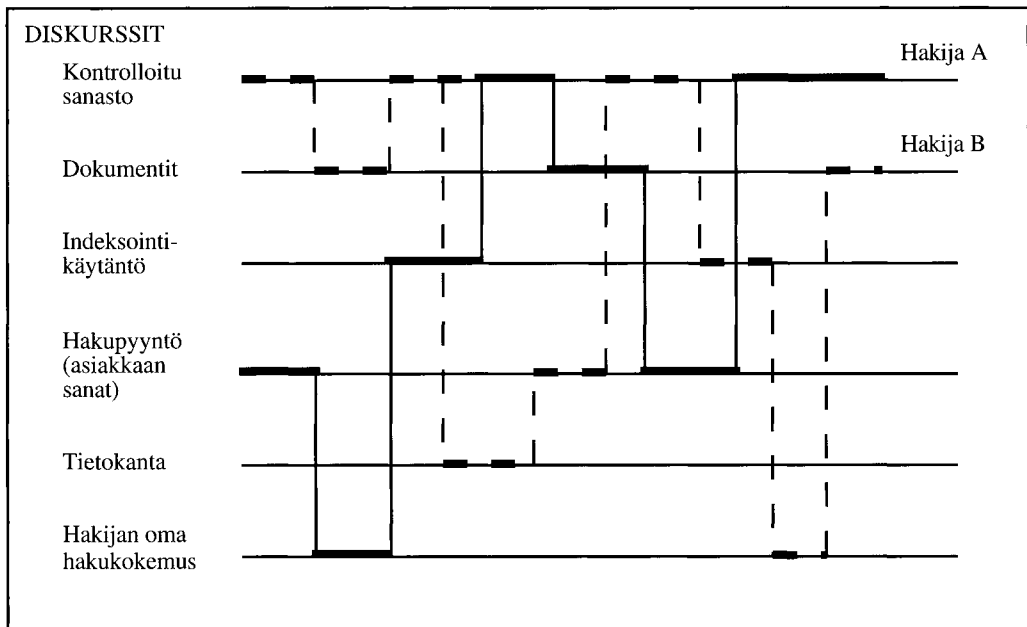 DISKURSSIT
Kontrolloitu
sanasto
Hakija A
Dokumentit
Hakija B
Indeksointi-
käytäntö
Hakupyyntö
(asiakkaan
sanat)
Tietokanta
Hakijan oma
hakukokemus